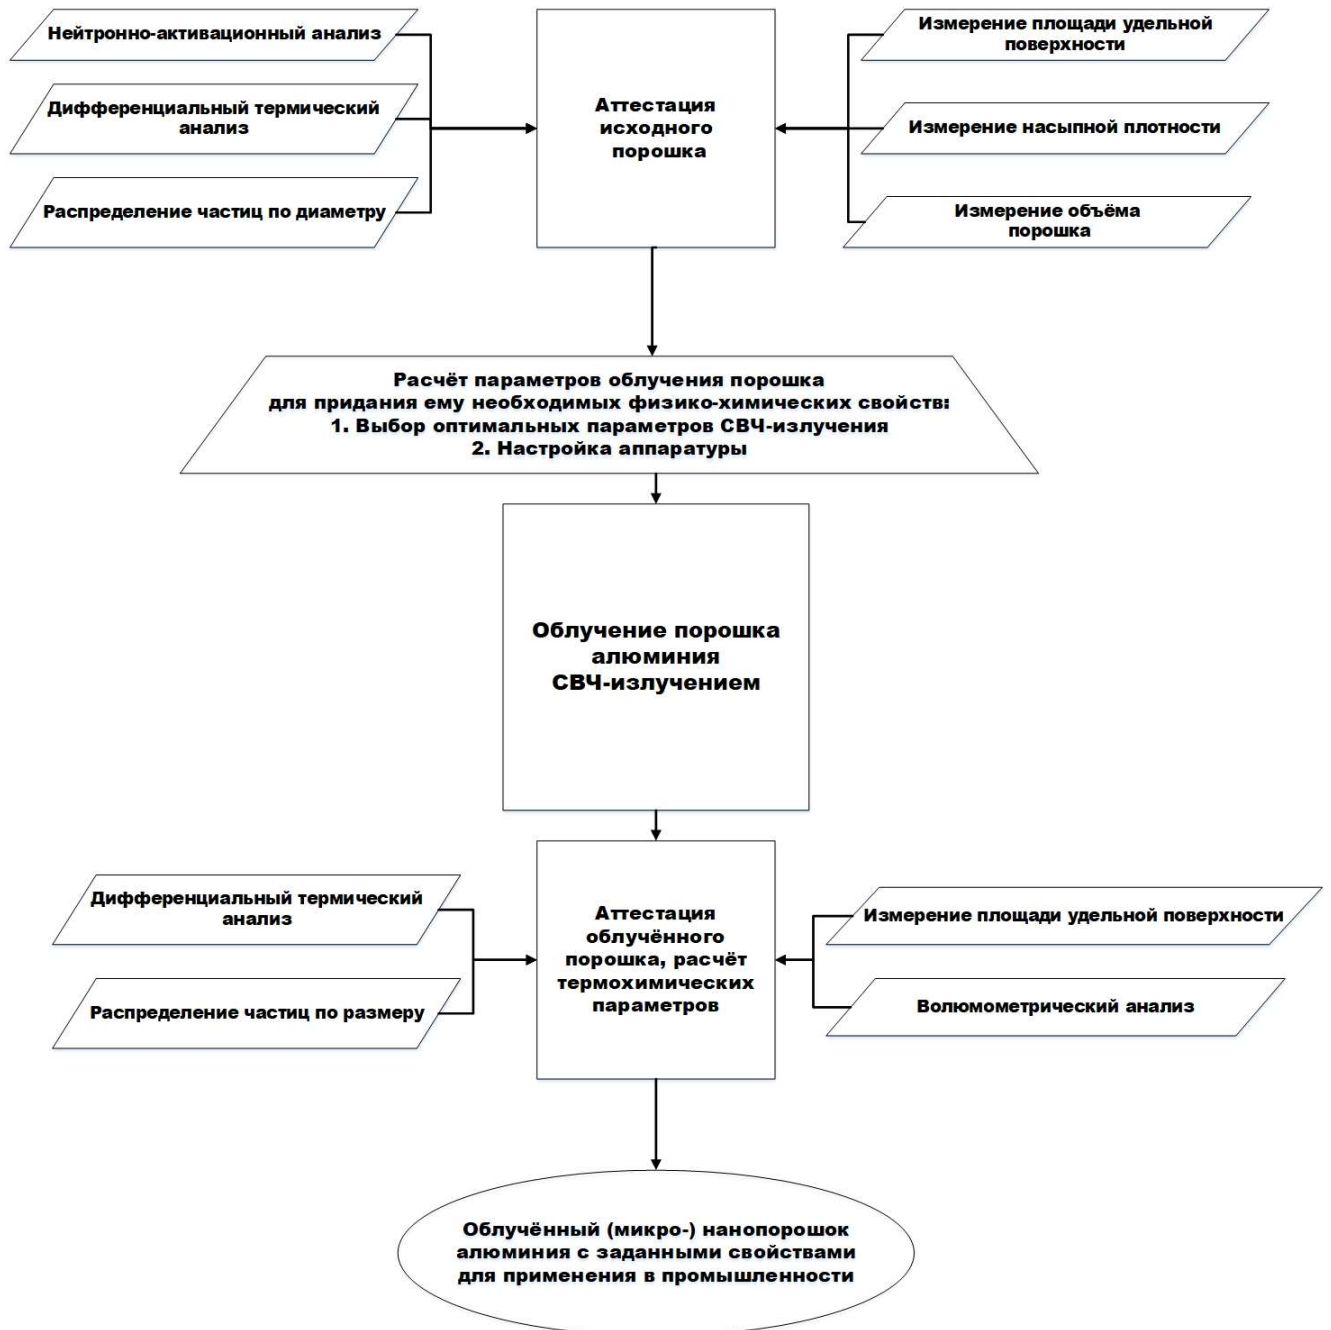 Нейтронно-активационный анализ
Дифференциальный термический
анализ
Распределение частиц по диаметру
Аттестация
исходного
порошка
Измерение площади удельной
поверхности
Измерение насыпной плотности
Измерение объёма
порошка
Расчёт параметров облучения порошка
для придания ему необходимых физико-химических свойств:
1. Выбор оптимальных параметров СВЧ-излучения
2. Настройка аппаратуры
Облучение порошка
алюминия
СВЧ-излучением
Дифференциальный термический
анализ
Распределение частиц по размеру
Аттестация
облучённого
порошка, расчёт
термохимических
параметров
Измерение площади удельной поверхности
Волюмометрический анализ
Облучённый (микро-) нанопорошок
алюминия с заданными свойствами
для применения в промышленности